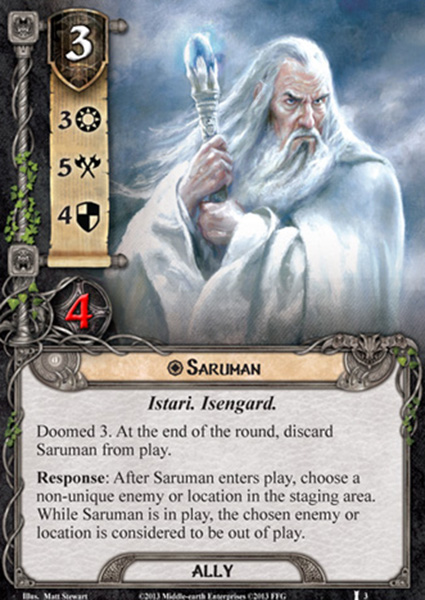 3
3
5
4
4
Saruman
Istari. Isengard.
Doomed 3. At the end of the round, discard
Saruman from play.
Response: After Saruman enters play, choose a
non-unique enemy or location in the staging area.
While Saruman is in play, the chosen enemy or
location is considered to be out of play.
ALLY
Illus. Matt Stewart
©2013 Middle-earth Enterprises ©2013 FFG
3